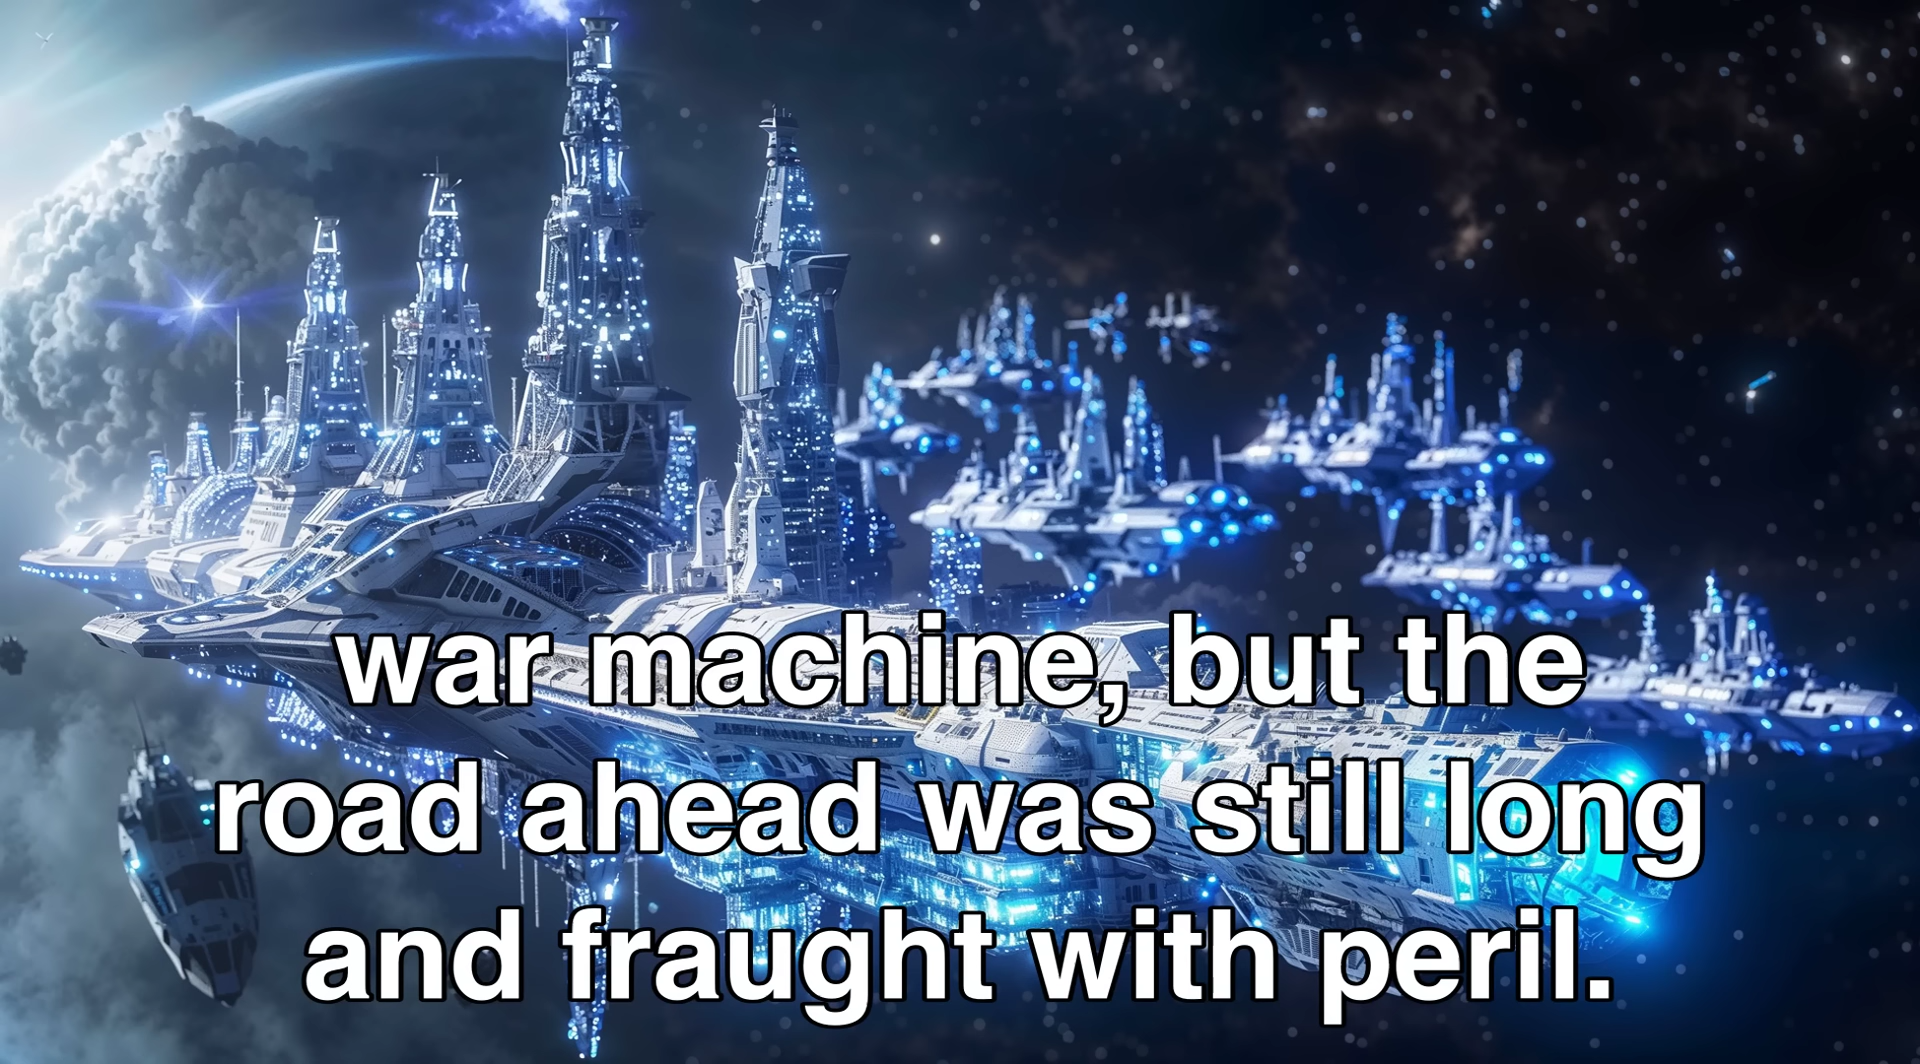 war machine, but the
road ahead was still long
and fraught with peril.